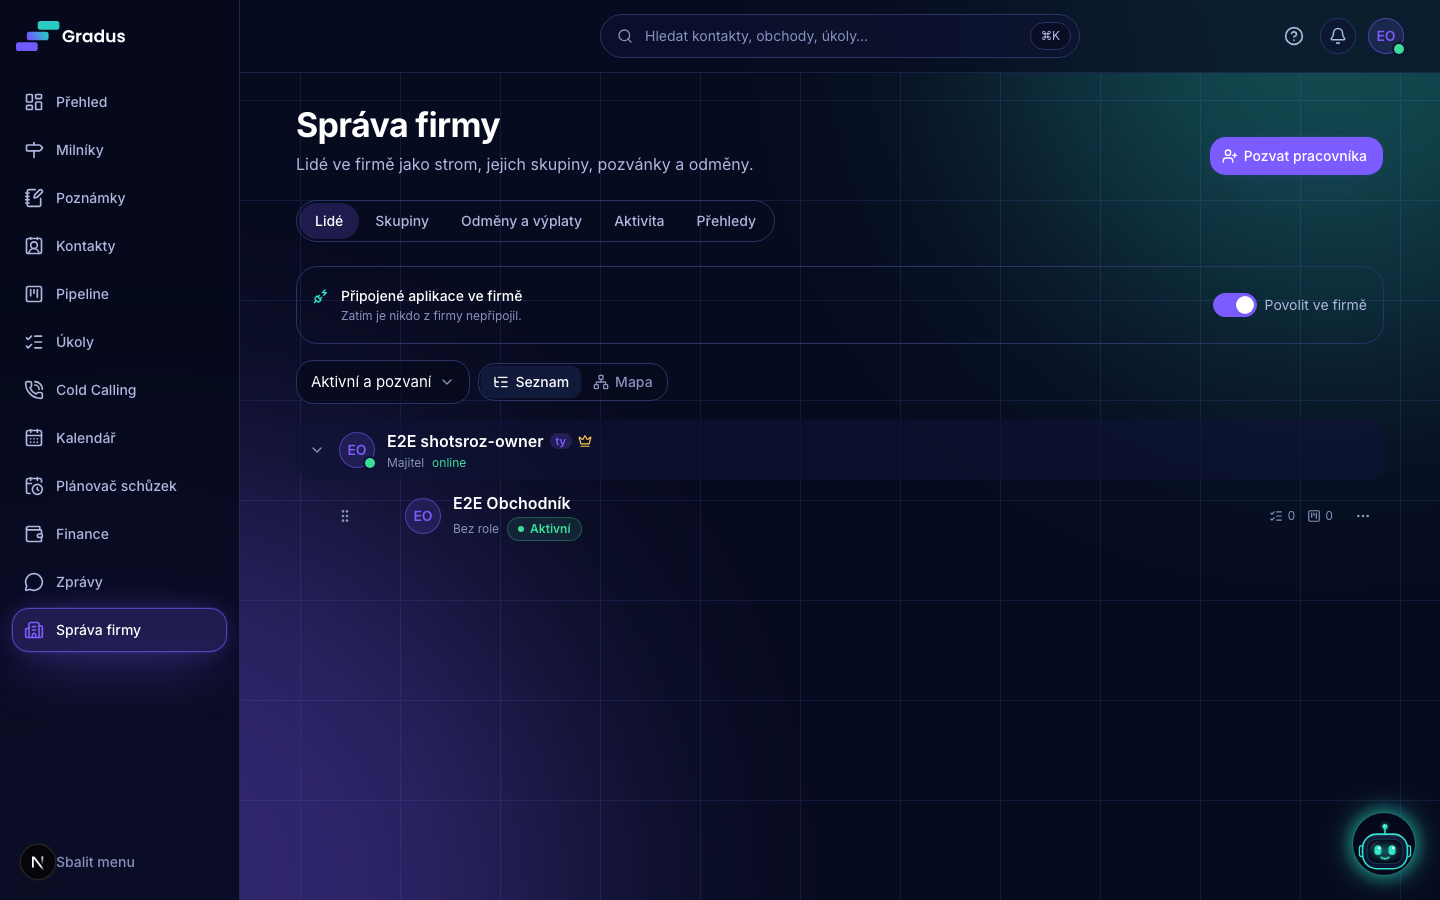 Gradus
Hledat kontakty, obchody, úkoly...
⌘K
EO
Přehled
Milníky
Poznámky
Kontakty
Pipeline
Úkoly
Cold Calling
Kalendář
Plánovač schůzek
Finance
Zprávy
Správa firmy
N
Sbalit menu
Správa firmy
Lidé ve firmě jako strom, jejich skupiny, pozvánky a odměny.
Pozvat pracovníka
Lidé
Skupiny
Odměny a výplaty
Aktivita
Přehledy
Připojené aplikace ve firmě
Zatím je nikdo z firmy nepřipojil.
Povolit ve firmě
Aktivní a pozvaní
Seznam
Mapa
EO
E2E shotsroz-owner ty
Majitel online
EO
E2E Obchodník
Bez role Aktivní
0 0